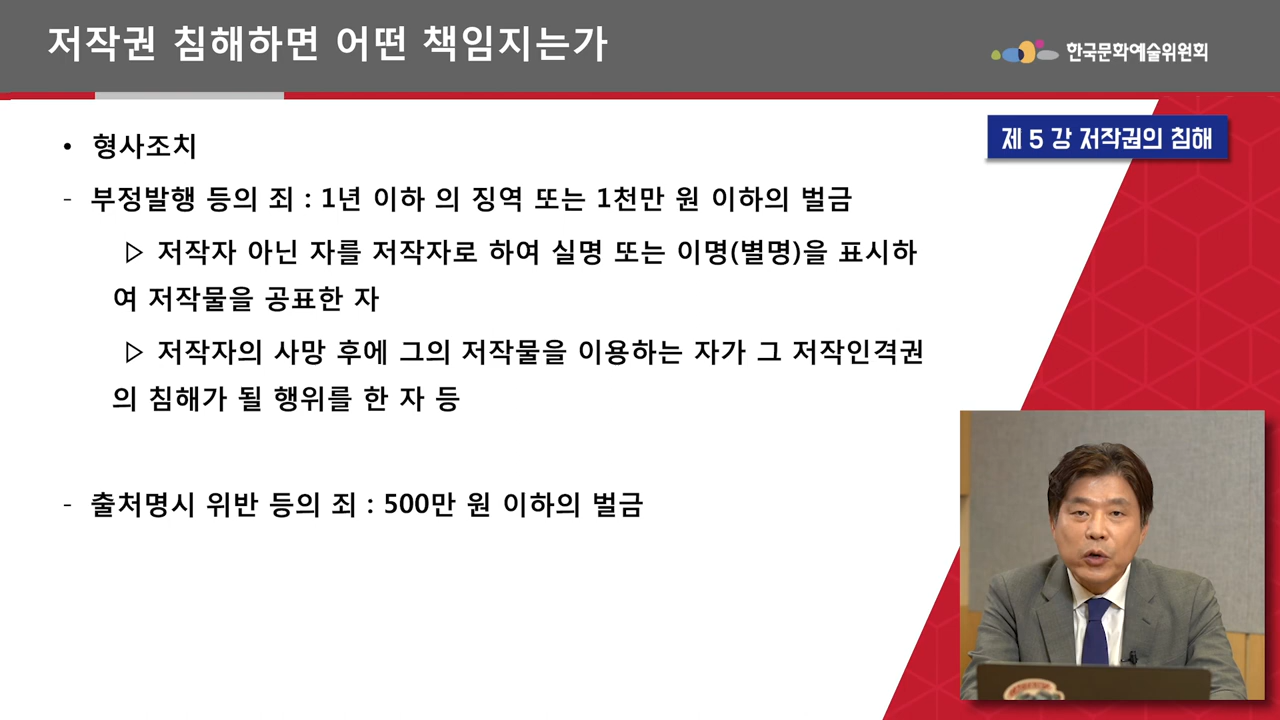 저작권 침해하면 어떤 책임지는가
한국문화예술위원회
제 5 강 저작권의 침해
• 형사조치
- 부정발행 등의 죄 : 1년 이하 의 징역 또는 1천만 원 이하의 벌금
▷ 저작자 아닌 자를 저작자로 하여 실명 또는 이명(별명)을 표시하
여 저작물을 공표한 자
▷ 저작자의 사망 후에 그의 저작물을 이용하는 자가 그 저작인격권
의 침해가 될 행위를 한 자 등
- 출처명시 위반 등의 죄 : 500만 원 이하의 벌금